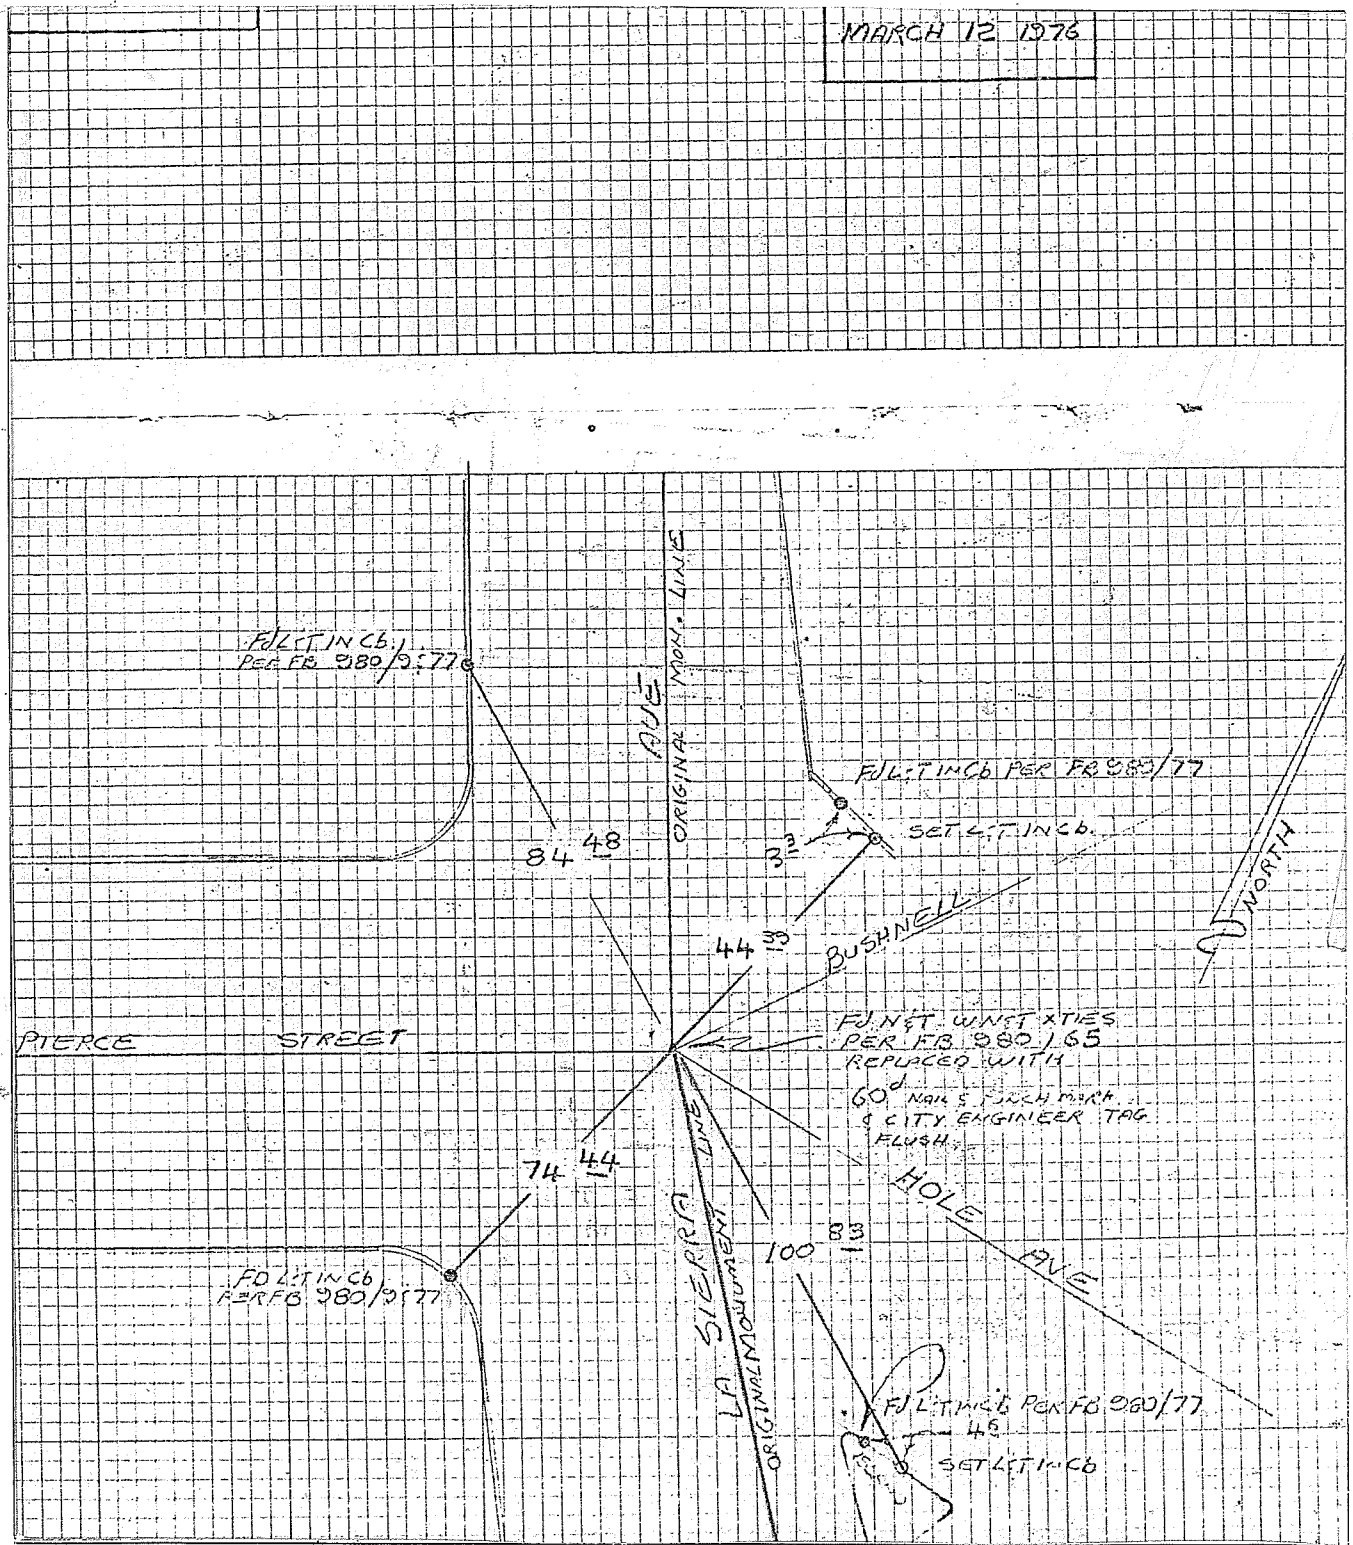 MARCH 12 1976
FD L&T IN Cb.
PER FB 980/9:77
AVE
ORIGINAL MON. LINE
FD L&T IN Cb PER FB 980/77
SET L&T IN Cb.
84 48
3 3
44
BUSHNELL
NORTH
PIERCE STREET
FD N&T W/N&T XTIES
PER FB 980/65
REPLACED WITH
60d NAIL & PUNCH MARK
& CITY ENGINEER TAG
FLUSH
74 44
HOLE AVE
LA SIERRA
ORIGINAL MONUMENT LINE
100 83
FD L&T IN Cb
PER FB 980/9:77
FD L&T IN Cb PER FB 980/77
4
SET L&T IN Cb